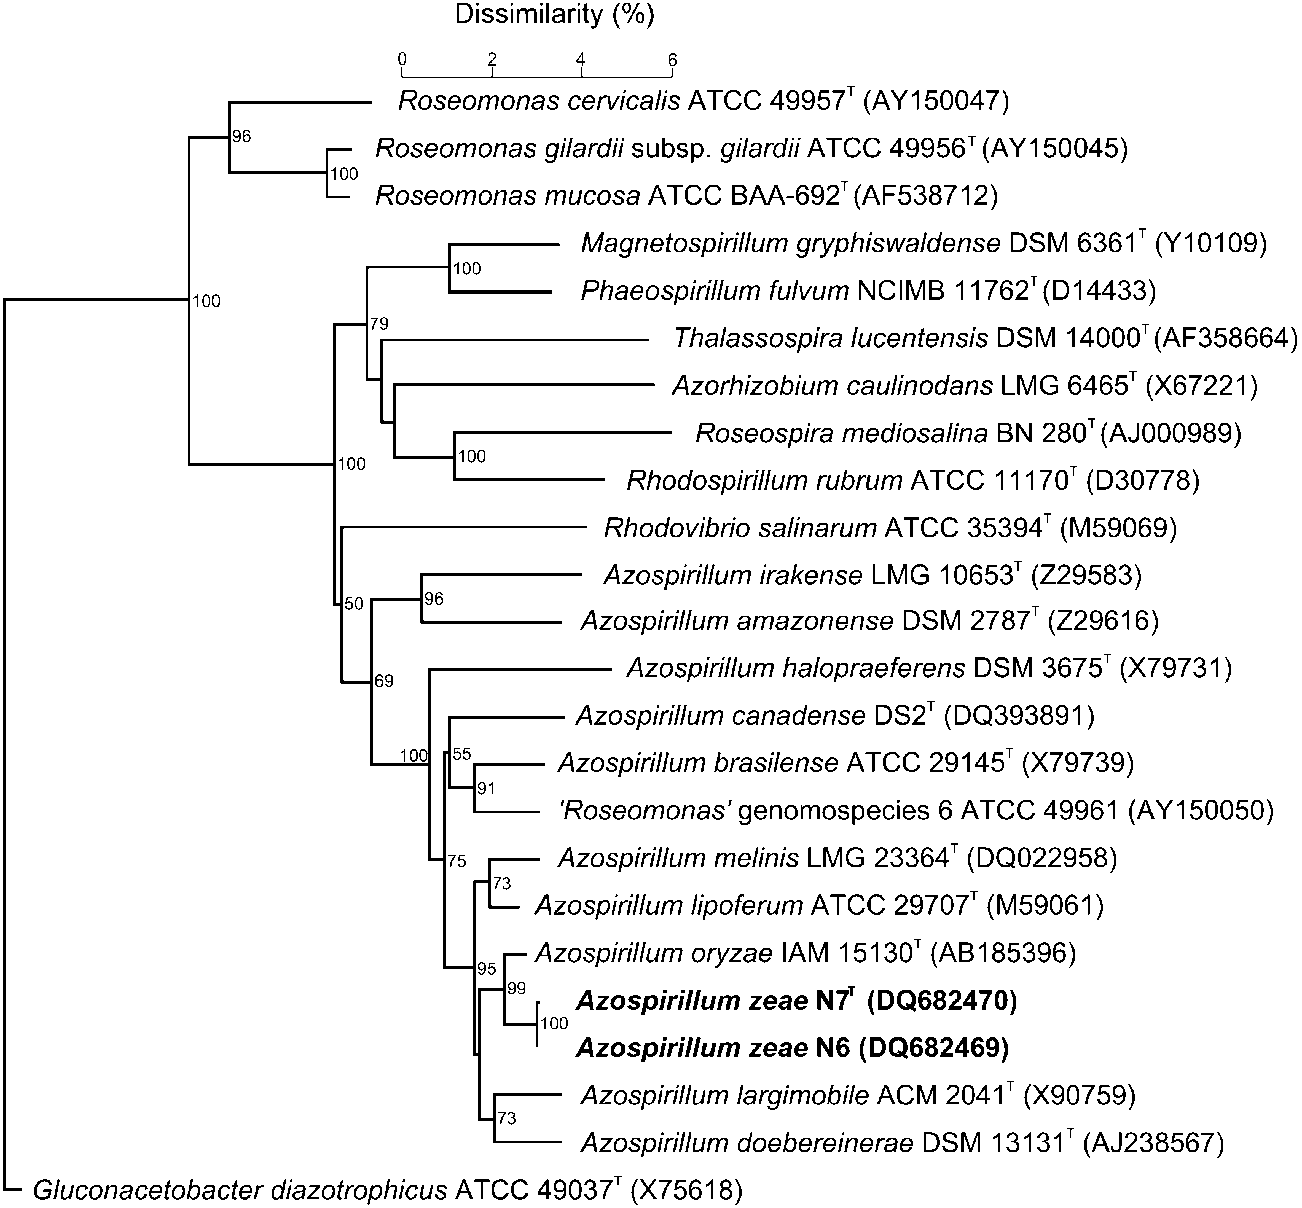 Dissimilarity (%)
0 2 4 6
Roseomonas cervicalis ATCC 49957ᵀ (AY150047)
96
Roseomonas gilardii subsp. gilardii ATCC 49956ᵀ (AY150045)
100
Roseomonas mucosa ATCC BAA-692ᵀ (AF538712)
Magnetospirillum gryphiswaldense DSM 6361ᵀ (Y10109)
100
Phaeospirillum fulvum NCIMB 11762ᵀ (D14433)
100
79
Thalassospira lucentensis DSM 14000ᵀ (AF358664)
Azorhizobium caulinodans LMG 6465ᵀ (X67221)
Roseospira mediosalina BN 280ᵀ (AJ000989)
100
100
Rhodospirillum rubrum ATCC 11170ᵀ (D30778)
Rhodovibrio salinarum ATCC 35394ᵀ (M59069)
Azospirillum irakense LMG 10653ᵀ (Z29583)
50
96
Azospirillum amazonense DSM 2787ᵀ (Z29616)
Azospirillum halopraeferens DSM 3675ᵀ (X79731)
69
Azospirillum canadense DS2ᵀ (DQ393891)
100
55
Azospirillum brasilense ATCC 29145ᵀ (X79739)
91
'Roseomonas' genomospecies 6 ATCC 49961 (AY150050)
Azospirillum melinis LMG 23364ᵀ (DQ022958)
75
73
Azospirillum lipoferum ATCC 29707ᵀ (M59061)
Azospirillum oryzae IAM 15130ᵀ (AB185396)
95
99
Azospirillum zeae N7ᵀ (DQ682470)
100
Azospirillum zeae N6 (DQ682469)
Azospirillum largimobile ACM 2041ᵀ (X90759)
73
Azospirillum doebereinerae DSM 13131ᵀ (AJ238567)
Gluconacetobacter diazotrophicus ATCC 49037ᵀ (X75618)